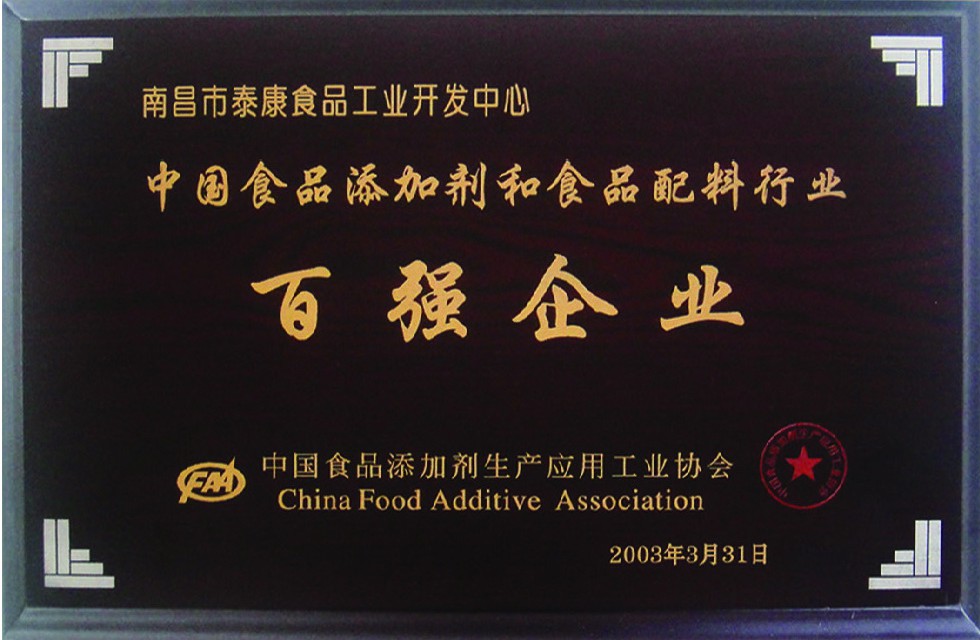 南昌市泰康食品工业开发中心
中国食品添加剂和食品配料行业
百强企业
FAA
中国食品添加剂生产应用工业协会
China Food Additive Association
2003年3月31日